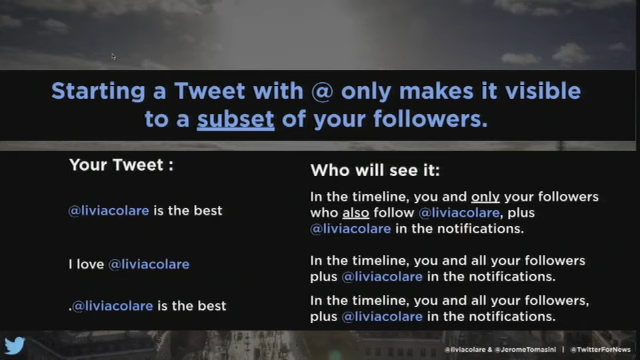 Starting a Tweet with @ only makes it visible
to a subset of your followers.
Your Tweet :
Who will see it:
@liviacolare is the best
In the timeline, you and only your followers
who also follow @liviacolare, plus
@liviacolare in the notifications.
I love @liviacolare
In the timeline, you and all your followers
plus @liviacolare in the notifications.
.@liviacolare is the best
In the timeline, you and all your followers,
plus @liviacolare in the notifications.
@liviacolare & @JeromeTomasini | @TwitterForNews